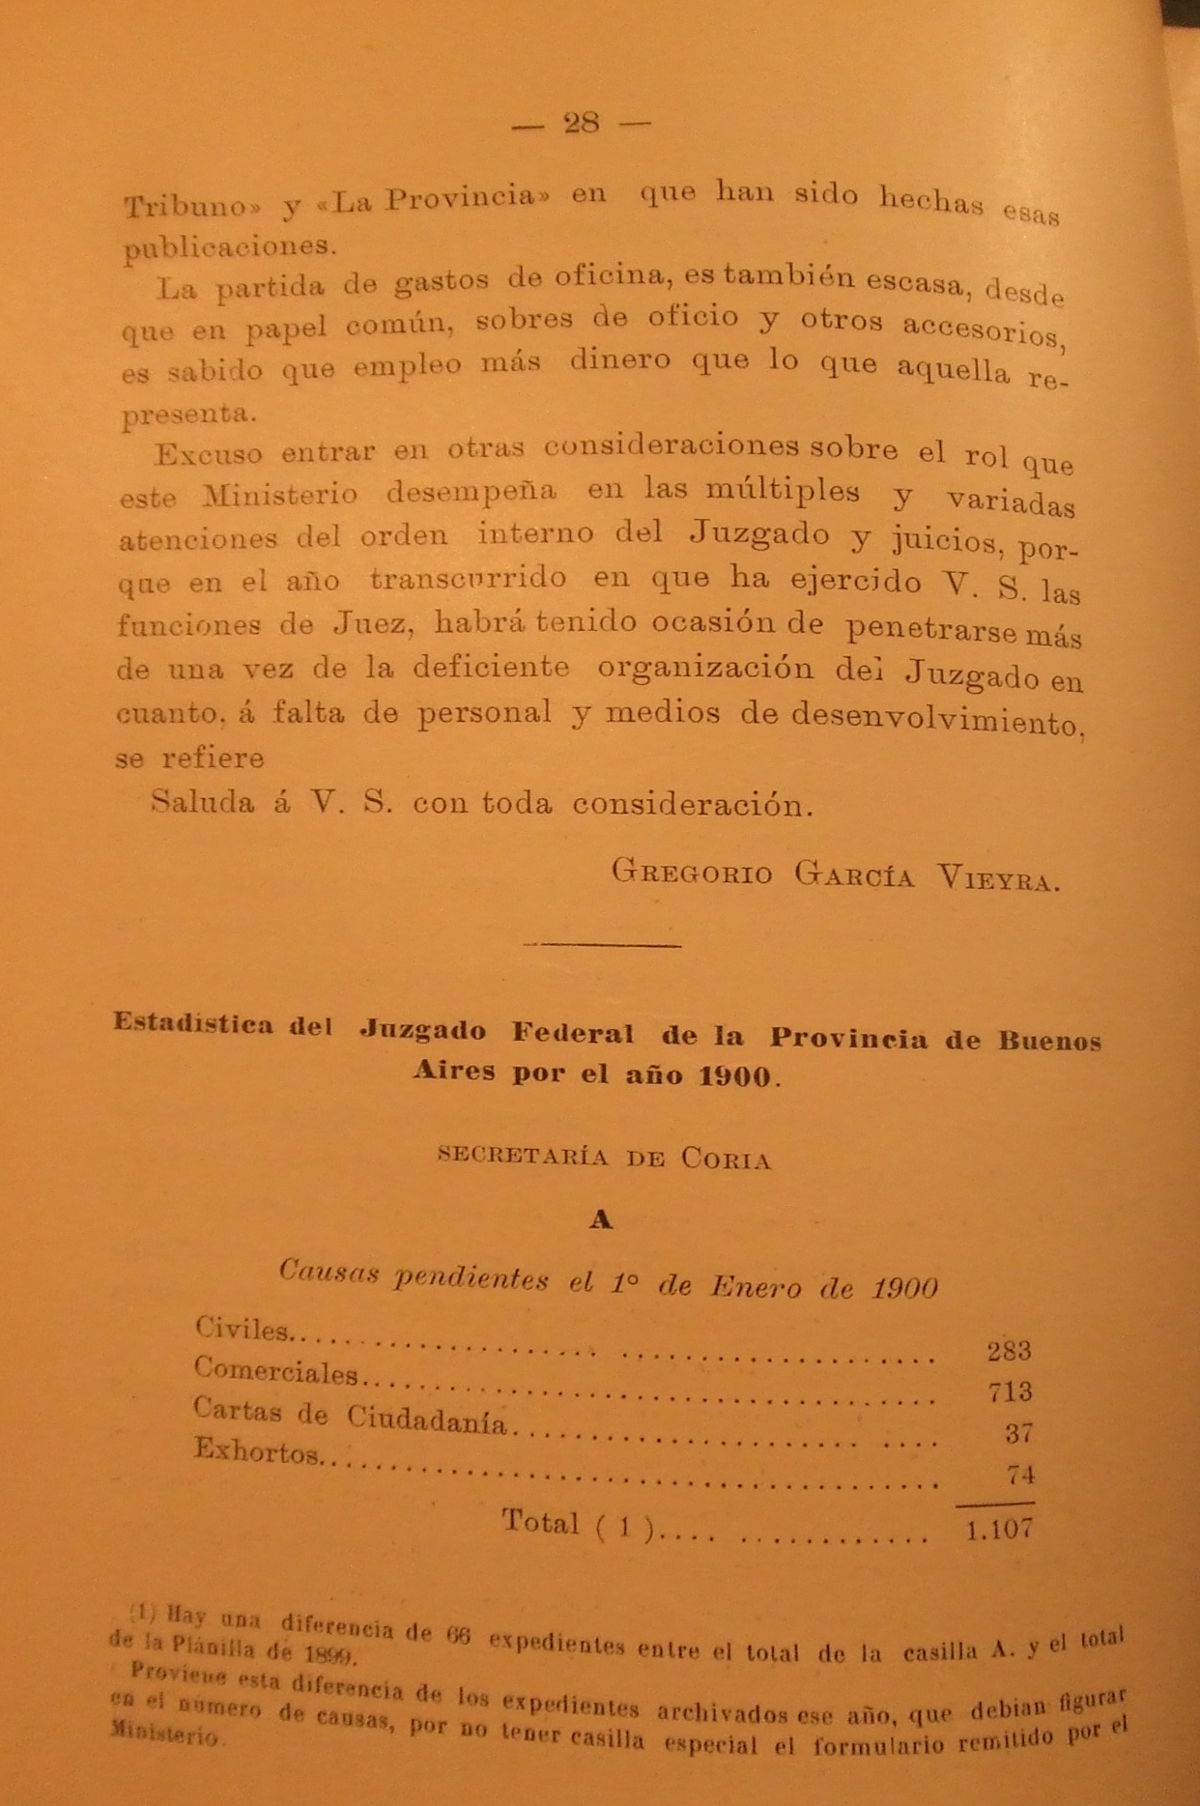 — 28 —
Tribuno» y «La Provincia» en que han sido hechas esas
publicaciones.
La partida de gastos de oficina, es también escasa, desde
que en papel común, sobres de oficio y otros accesorios,
es sabido que empleo más dinero que lo que aquella re-
presenta.
Excuso entrar en otras consideraciones sobre el rol que
este Ministerio desempeña en las múltiples y variadas
atenciones del orden interno del Juzgado y juicios, por-
que en el año transcurrido en que ha ejercido V. S. las
funciones de Juez, habrá tenido ocasión de penetrarse más
de una vez de la deficiente organización del Juzgado en
cuanto, á falta de personal y medios de desenvolvimiento,
se refiere
Saluda á V. S. con toda consideración.
GREGORIO GARCÍA VIEYRA.
Estadística del Juzgado Federal de la Provincia de Buenos
Aires por el año 1900.
SECRETARÍA DE CORIA
A
Causas pendientes el 1° de Enero de 1900
Civiles.................... .................... 283
Comerciales..................................... 713
Cartas de Ciudadanía....................... .... 37
Exhortos........................................ 74
Total ( 1 ).... ............ 1.107
(1) Hay una diferencia de 66 expedientes entre el total de la casilla A. y el total
de la Plánilla de 1899.
Proviene esta diferencia de los expedientes archivados ese año, que debian figurar
en el número de causas, por no tener casilla especial el formulario remitido por el
Ministerio.